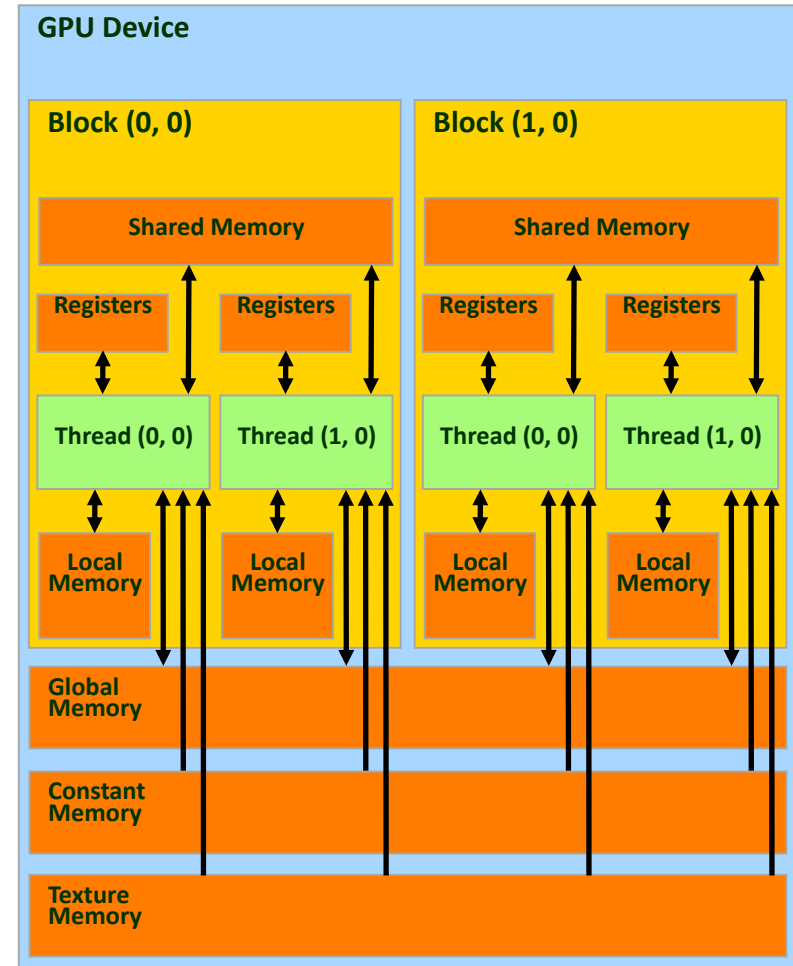 GPU Device
Block (0, 0)
Block (1, 0)
Shared Memory
Shared Memory
Registers
Registers
Registers
Registers
Thread (0, 0)
Thread (1, 0)
Thread (0, 0)
Thread (1, 0)
Local
Memory
Local
Memory
Local
Memory
Local
Memory
Global
Memory
Constant
Memory
Texture
Memory